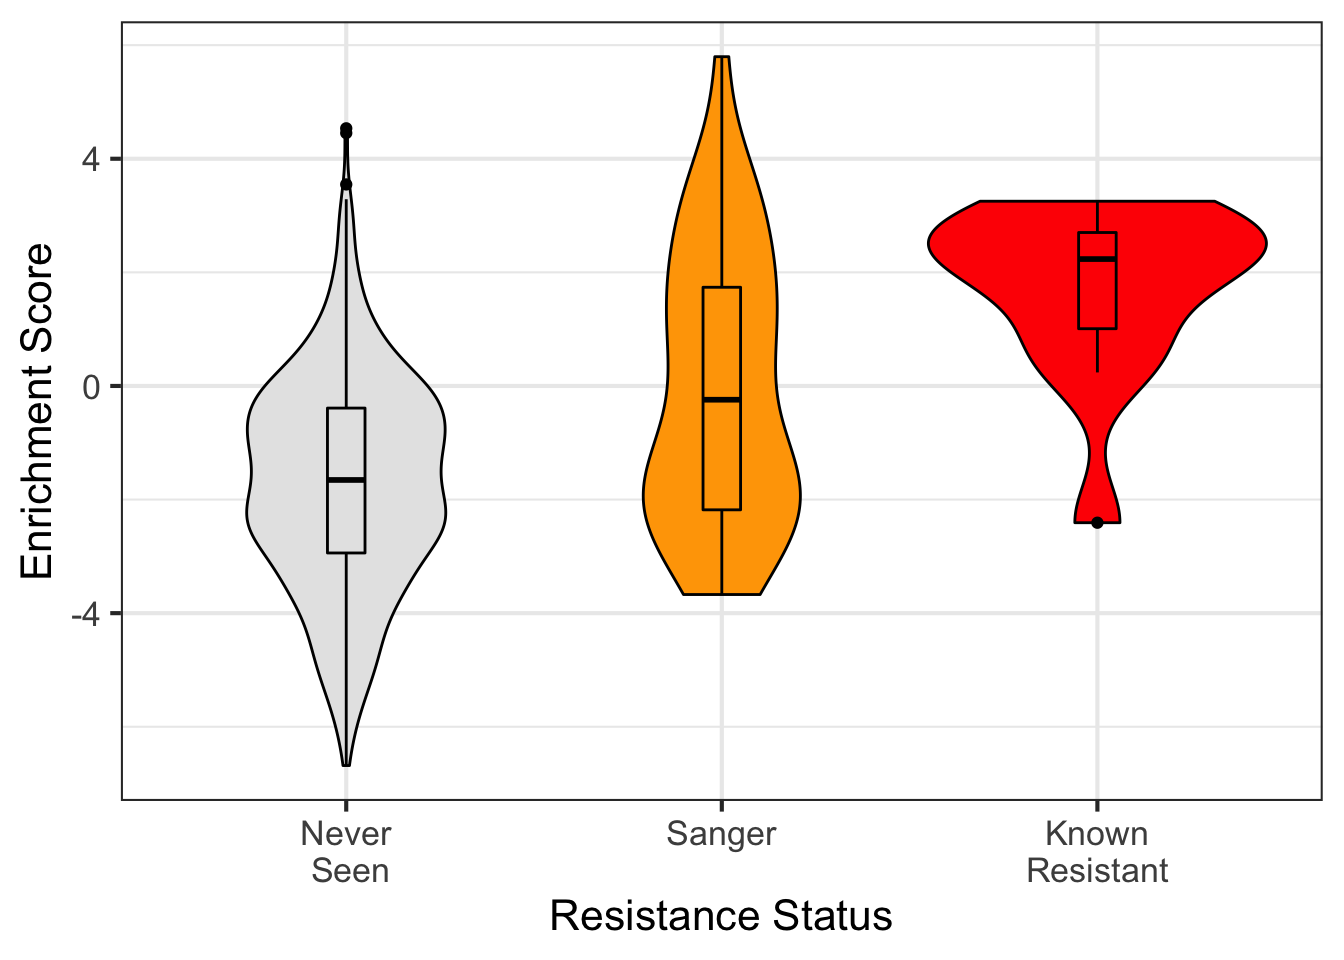 Enrichment Score
4
0
-4
Never
Seen
Sanger
Known
Resistant
Resistance Status